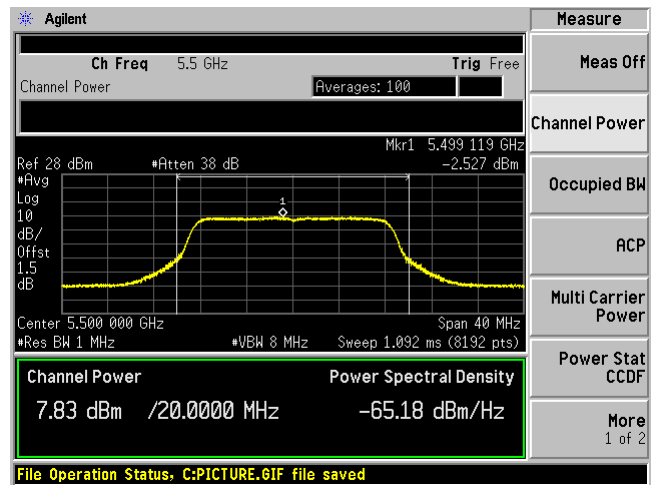 Agilent
Measure
Ch Freq 5.5 GHz Trig Free
Channel Power Averages: 100
Meas Off
Channel Power
Occupied BW
ACP
Multi Carrier
Power
Power Stat
CCDF
More
1 of 2
Mkr1 5.499 119 GHz
Ref 28 dBm #Atten 38 dB -2.527 dBm
#Avg
Log
10
dB/
Offst
1.5
dB
1
Center 5.500 000 GHz Span 40 MHz
#Res BW 1 MHz #VBW 8 MHz Sweep 1.092 ms (8192 pts)
Channel Power Power Spectral Density
7.83 dBm /20.0000 MHz -65.18 dBm/Hz
File Operation Status, C:PICTURE.GIF file saved